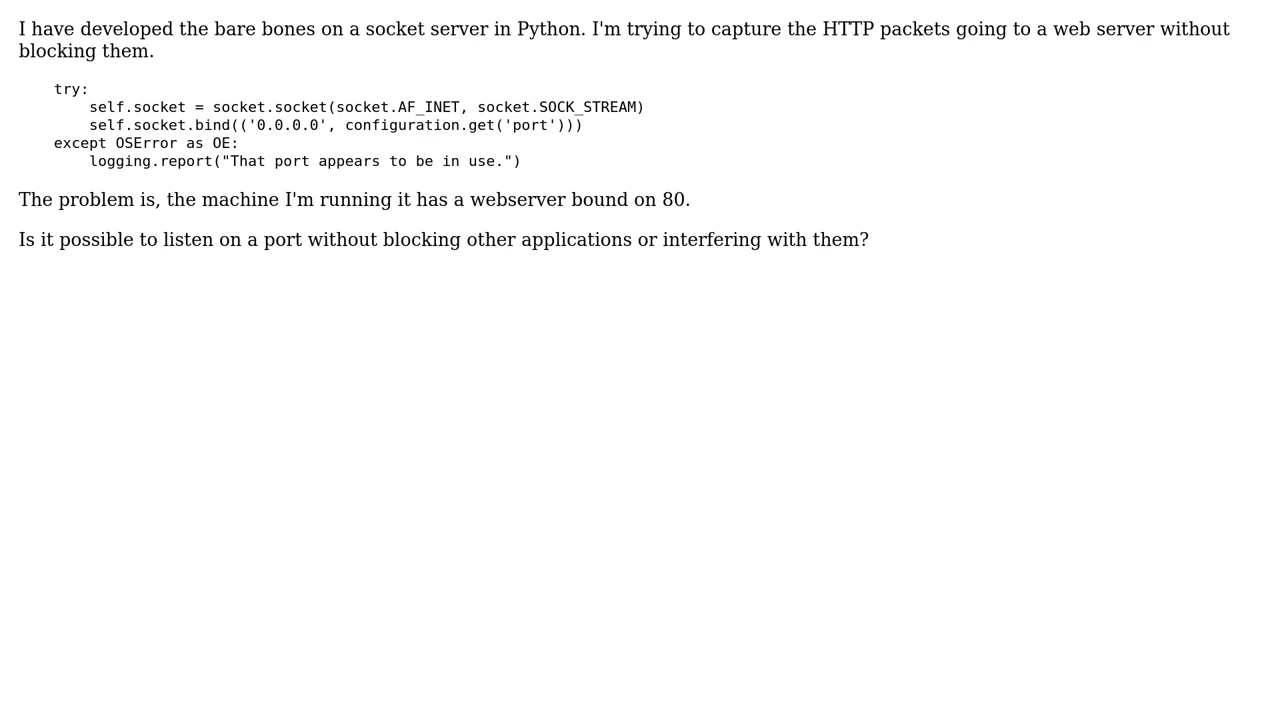 I have developed the bare bones on a socket server in Python. I'm trying to capture the HTTP packets going to a web server without
blocking them.
try:
    self.socket = socket.socket(socket.AF_INET, socket.SOCK_STREAM)
    self.socket.bind(('0.0.0.0', configuration.get('port')))
except OSError as OE:
    logging.report("That port appears to be in use.")
The problem is, the machine I'm running it has a webserver bound on 80.
Is it possible to listen on a port without blocking other applications or interfering with them?